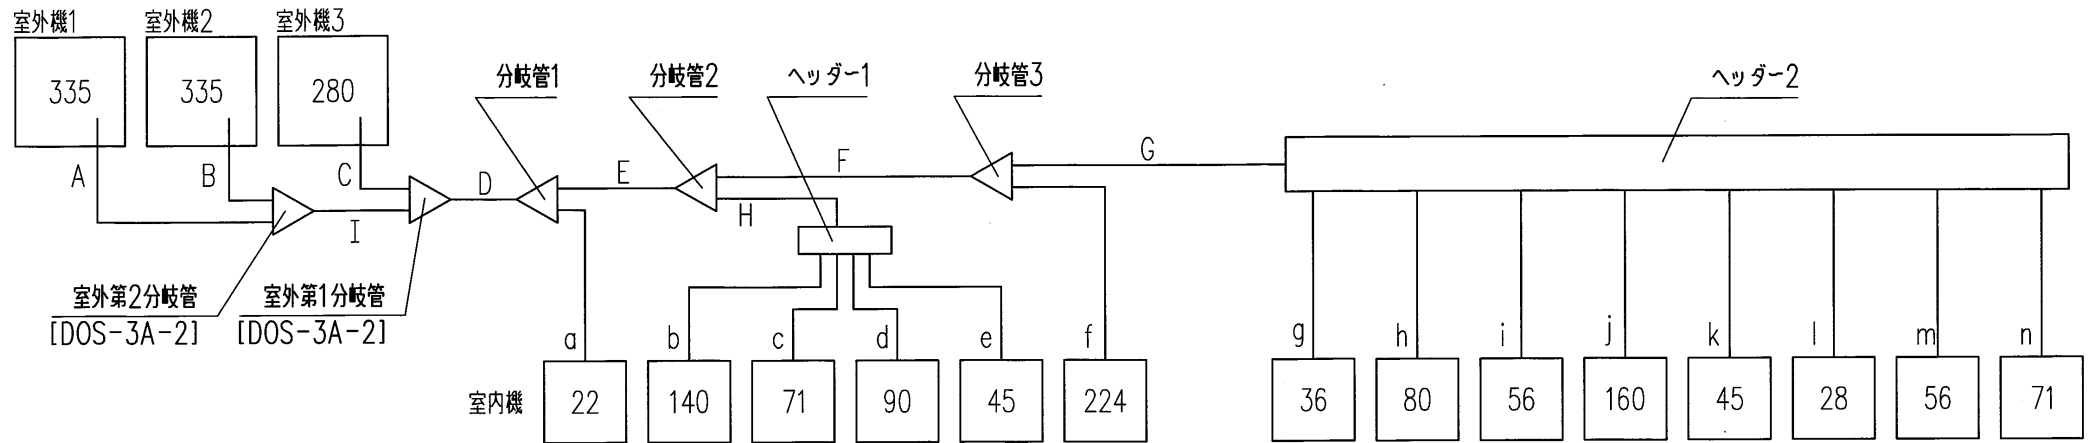 室外機1
室外機2
室外機3
335
335
280
分岐管1
分岐管2
ヘッダー1
分岐管3
ヘッダー2
A
B
C
D
E
F
G
H
I
室外第2分岐管
[DOS-3A-2]
室外第1分岐管
[DOS-3A-2]
a
b
c
d
e
f
g
h
i
j
k
l
m
n
室内機
22
140
71
90
45
224
36
80
56
160
45
28
56
71